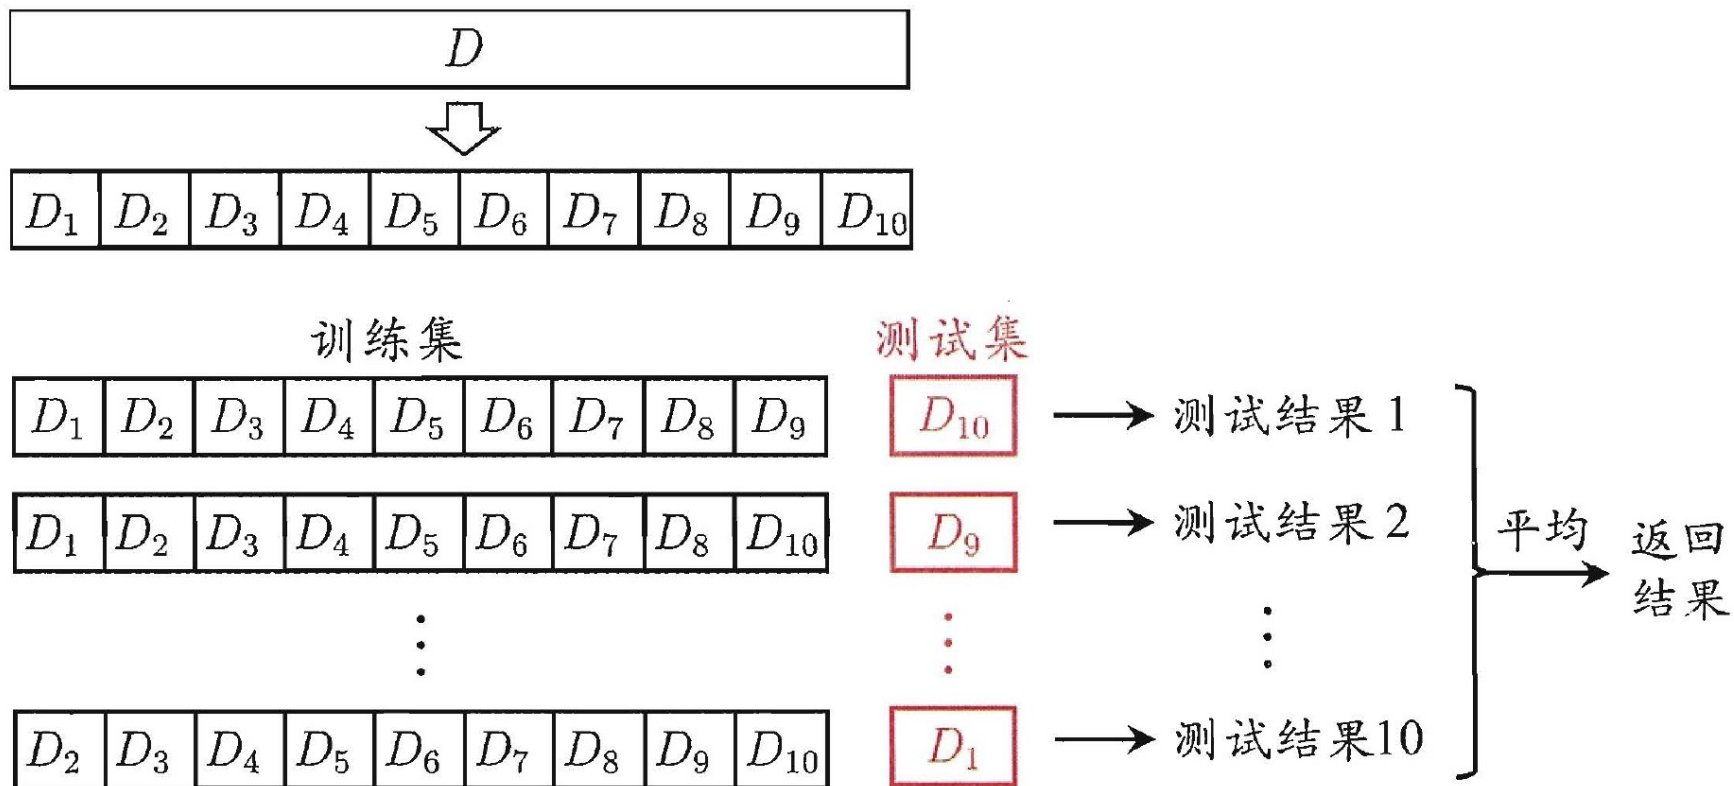 D
D₁ D₂ D₃ D₄ D₅ D₆ D₇ D₈ D₉ D₁₀
训练集 测试集
D₁ D₂ D₃ D₄ D₅ D₆ D₇ D₈ D₉ D₁₀ 测试结果 1
D₁ D₂ D₃ D₄ D₅ D₆ D₇ D₈ D₁₀ D₉ 测试结果 2
平均 返回
结果
⋮ ⋮ ⋮
D₂ D₃ D₄ D₅ D₆ D₇ D₈ D₉ D₁₀ D₁ 测试结果10